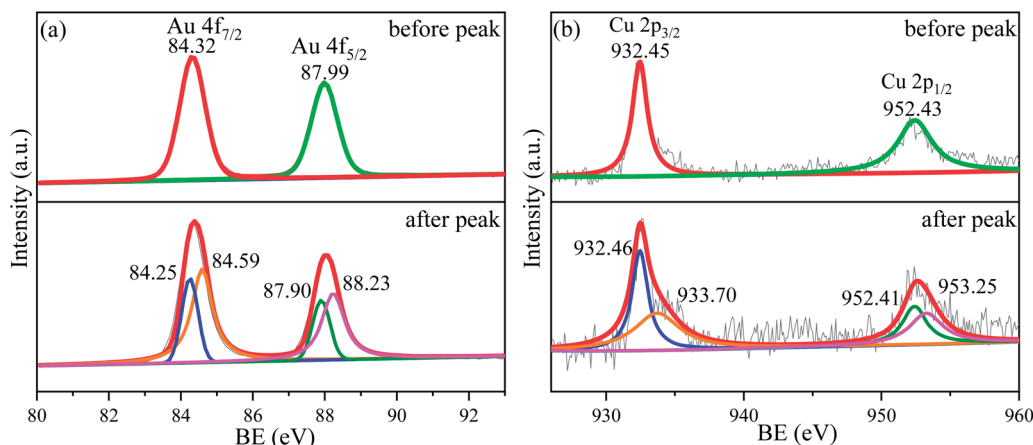 (a)
before peak
Au 4f7/2
84.32
Au 4f5/2
87.99
after peak
84.25
84.59
87.90
88.23
Intensity (a.u.)
80 82 84 86 88 90 92
BE (eV)
(b)
before peak
Cu 2p3/2
932.45
Cu 2p1/2
952.43
after peak
932.46
933.70
952.41
953.25
Intensity (a.u.)
930 940 950 960
BE (eV)